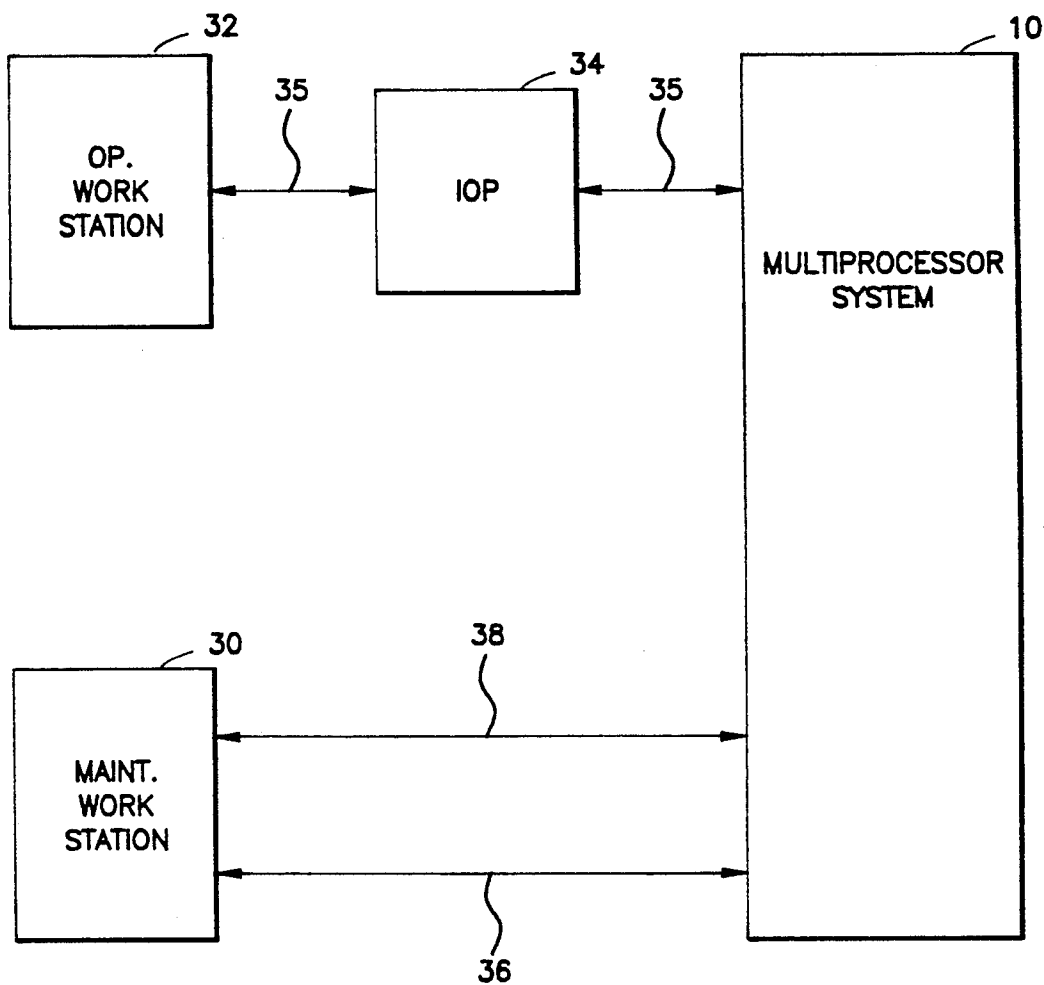 32
10
34
35
35
OP.
WORK
STATION
IOP
MULTIPROCESSOR
SYSTEM
38
30
MAINT.
WORK
STATION
36